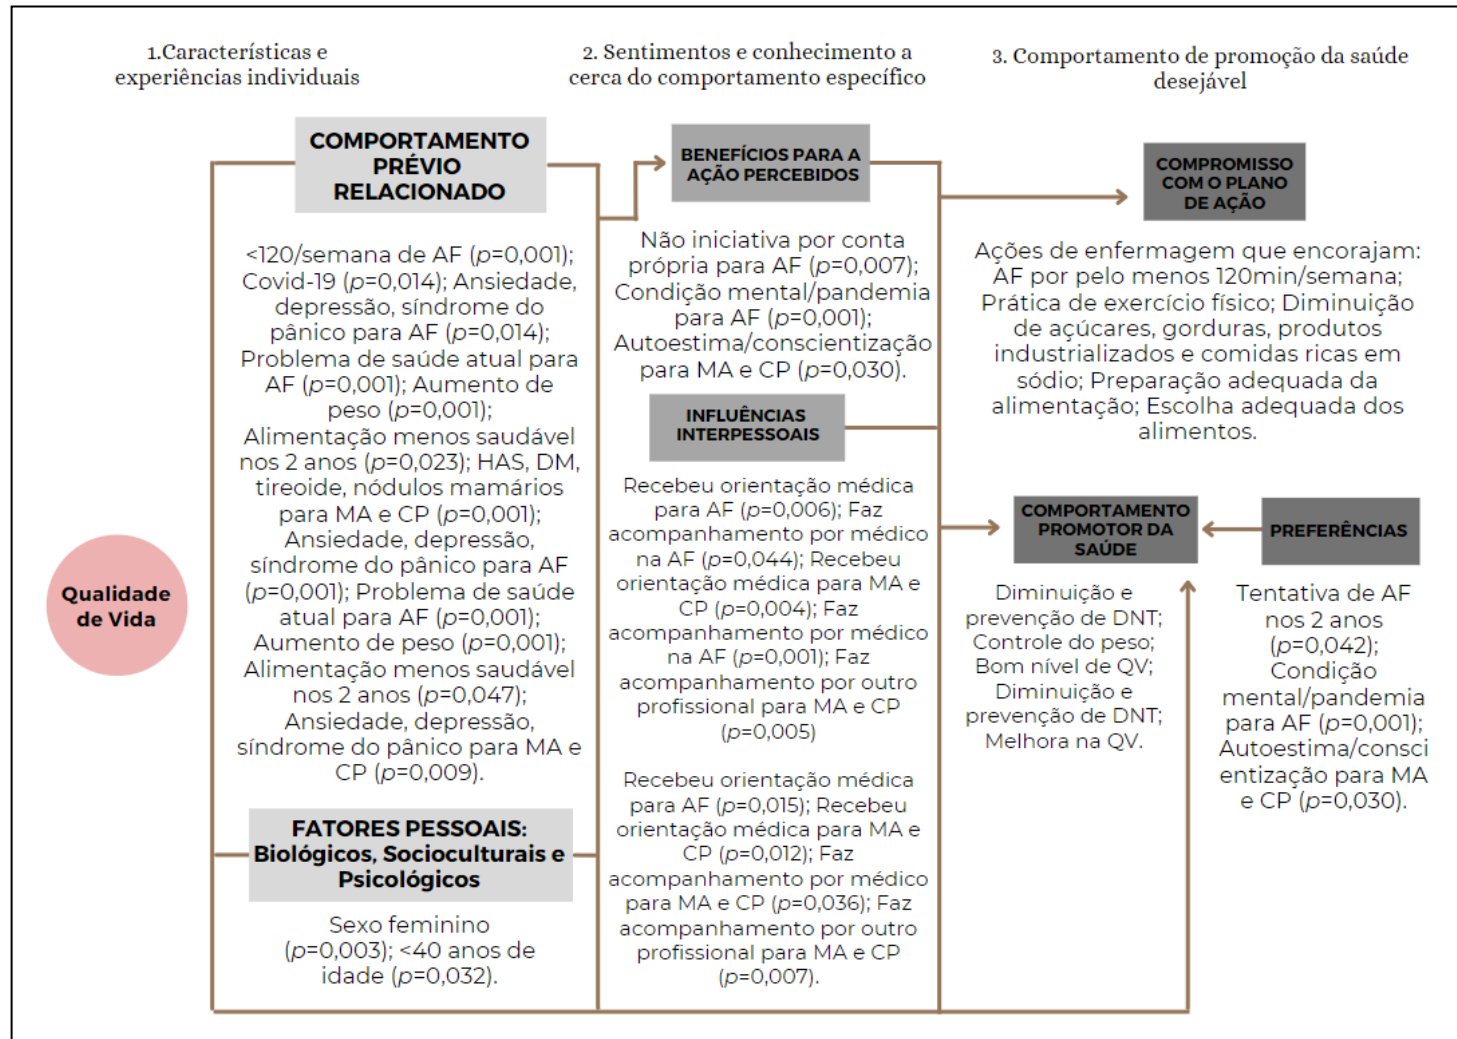 1.Características e
experiências individuais
2. Sentimentos e conhecimento a
cerca do comportamento específico
3. Comportamento de promoção da saúde
desejável
Qualidade
de Vida
COMPORTAMENTO
PRÉVIO
RELACIONADO
<120/semana de AF (p=0,001);
Covid-19 (p=0,014); Ansiedade,
depressão, síndrome do
pânico para AF (p=0,014);
Problema de saúde atual para
AF (p=0,001); Aumento de
peso (p=0,001);
Alimentação menos saudável
nos 2 anos (p=0,023); HAS, DM,
tireoide, nódulos mamários
para MA e CP (p=0,001);
Ansiedade, depressão,
síndrome do pânico para AF
(p=0,001); Problema de saúde
atual para AF (p=0,001);
Aumento de peso (p=0,001);
Alimentação menos saudável
nos 2 anos (p=0,047);
Ansiedade, depressão,
síndrome do pânico para MA e
CP (p=0,009).
FATORES PESSOAIS:
Biológicos, Socioculturais e
Psicológicos
Sexo feminino
(p=0,003); <40 anos de
idade (p=0,032).
BENEFÍCIOS PARA A
AÇÃO PERCEBIDOS
Não iniciativa por conta
própria para AF (p=0,007);
Condição mental/pandemia
para AF (p=0,001);
Autoestima/conscientização
para MA e CP (p=0,030).
INFLUÊNCIAS
INTERPESSOAIS
Recebeu orientação médica
para AF (p=0,006); Faz
acompanhamento por médico
na AF (p=0,044); Recebeu
orientação médica para MA e
CP (p=0,004); Faz
acompanhamento por médico
na AF (p=0,001); Faz
acompanhamento por outro
profissional para MA e CP
(p=0,005)
Recebeu orientação médica
para AF (p=0,015); Recebeu
orientação médica para MA e
CP (p=0,012); Faz
acompanhamento por médico
para MA e CP (p=0,036); Faz
acompanhamento por outro
profissional para MA e CP
(p=0,007).
COMPROMISSO
COM O PLANO
DE AÇÃO
Ações de enfermagem que encorajam:
AF por pelo menos 120min/semana;
Prática de exercício físico; Diminuição
de açúcares, gorduras, produtos
industrializados e comidas ricas em
sódio; Preparação adequada da
alimentação; Escolha adequada dos
alimentos.
COMPORTAMENTO
PROMOTOR DA
SAÚDE
Diminuição e
prevenção de DNT;
Controle do peso;
Bom nível de QV;
Diminuição e
prevenção de DNT;
Melhora na QV.
PREFERÊNCIAS
Tentativa de AF
nos 2 anos
(p=0,042);
Condição
mental/pandemia
para AF (p=0,001);
Autoestima/consci
entização para MA
e CP (p=0,030).